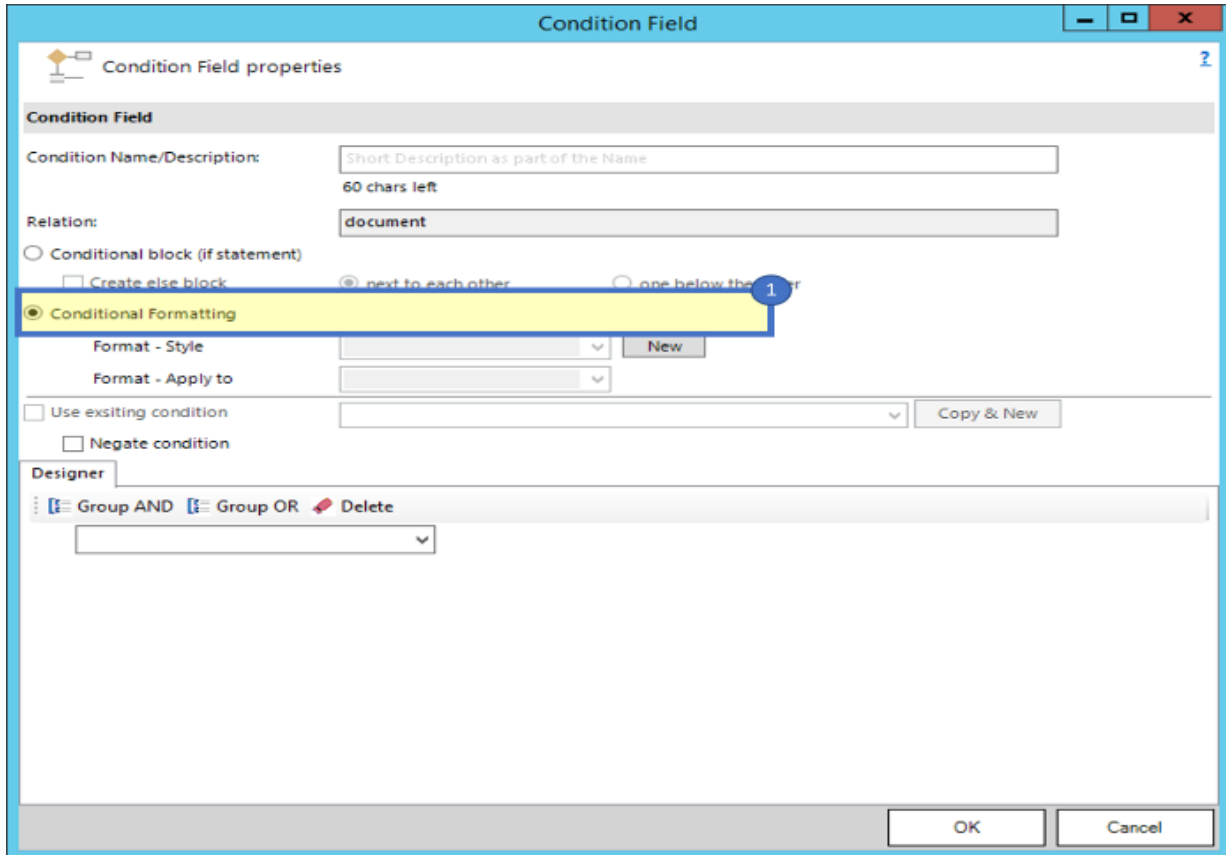 Condition Field
Condition Field properties
?
Condition Field
Condition Name/Description:
Short Description as part of the Name
60 chars left
Relation:
document
Conditional block (if statement)
Create else block next to each other one below the er
1
Conditional Formatting
Format - Style New
Format - Apply to
Use exsiting condition Copy & New
Negate condition
Designer
Group AND Group OR Delete
OK Cancel